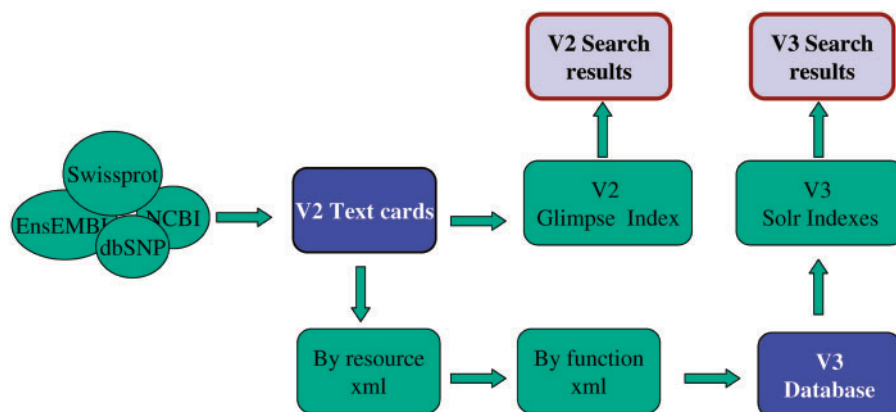 V2 Search
results
V3 Search
results
Swissprot
EnsEMBL
NCBI
dbSNP
V2 Text cards
V2
Glimpse Index
V3
Solr Indexes
By resource
xml
By function
xml
V3
Database